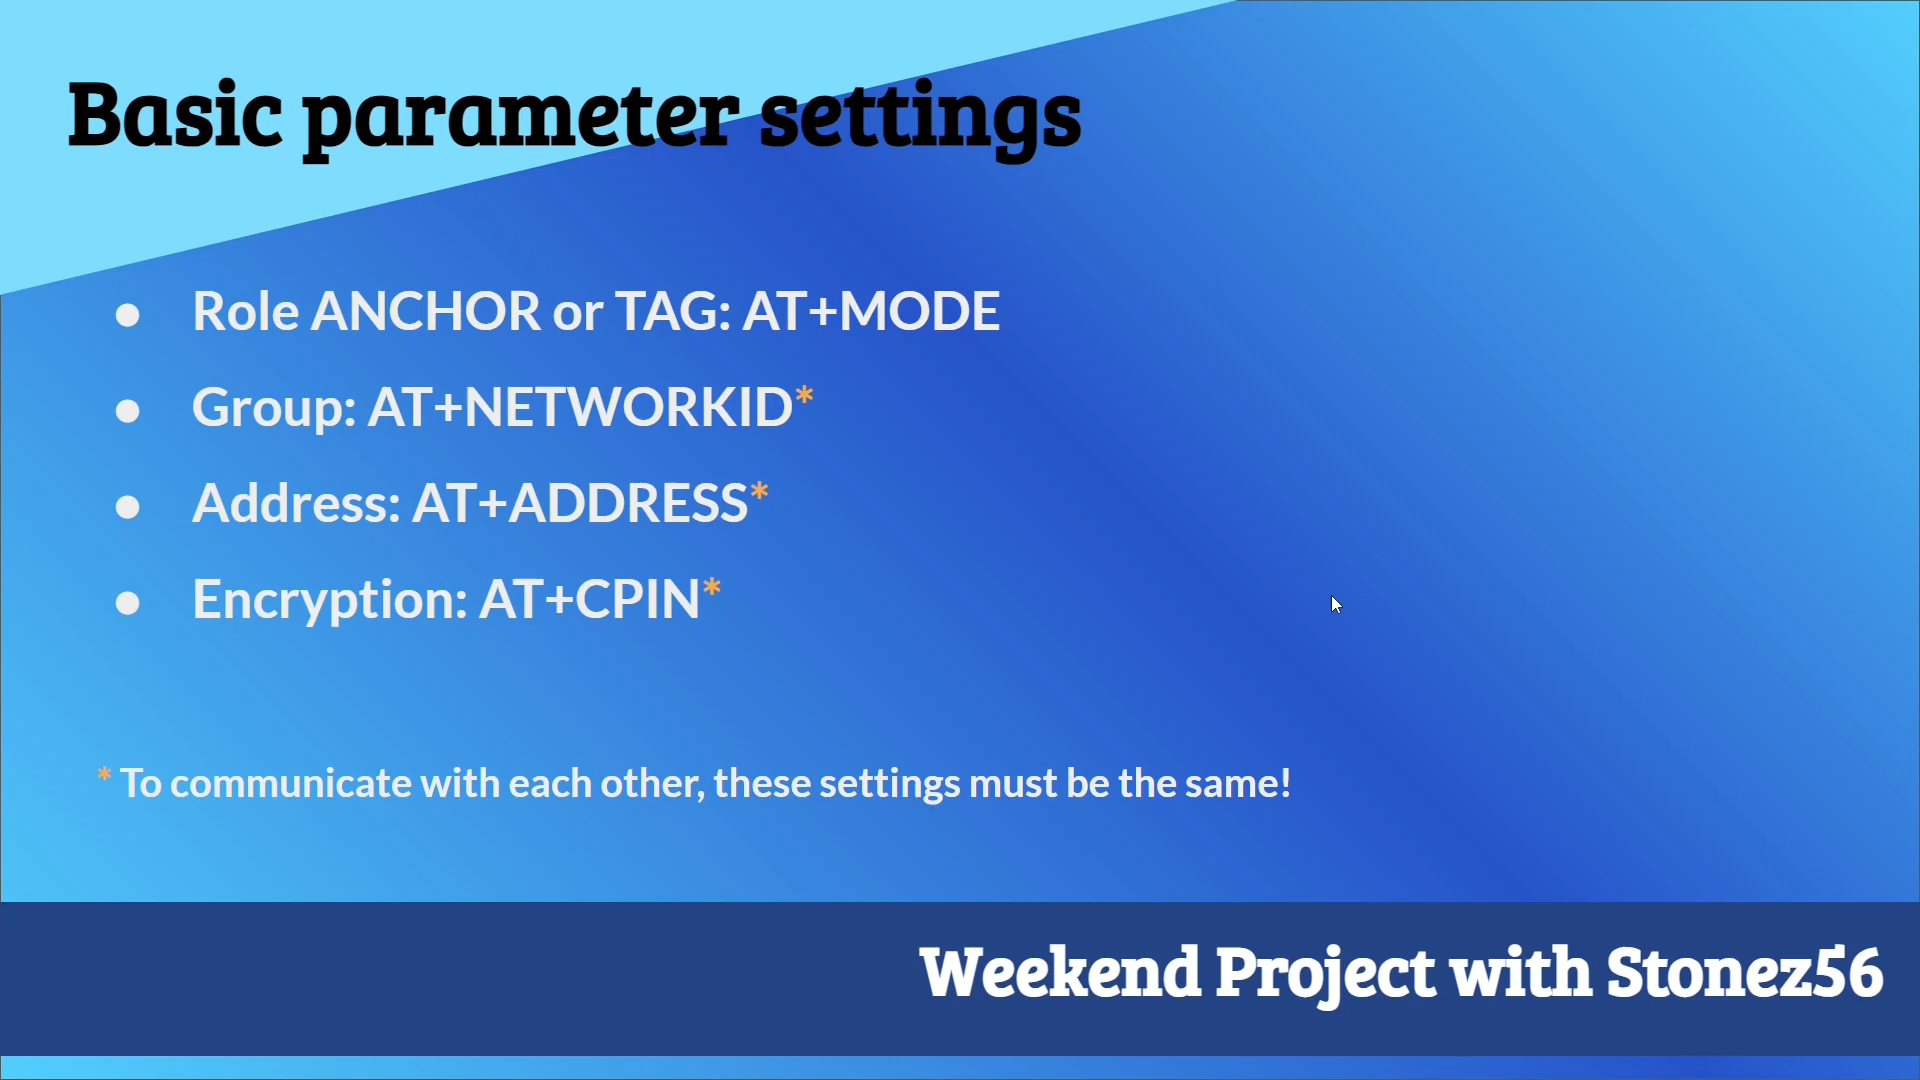 Basic parameter settings
● Role ANCHOR or TAG: AT+MODE
● Group: AT+NETWORKID*
● Address: AT+ADDRESS*
● Encryption: AT+CPIN*
* To communicate with each other, these settings must be the same!
Weekend Project with Stonez56